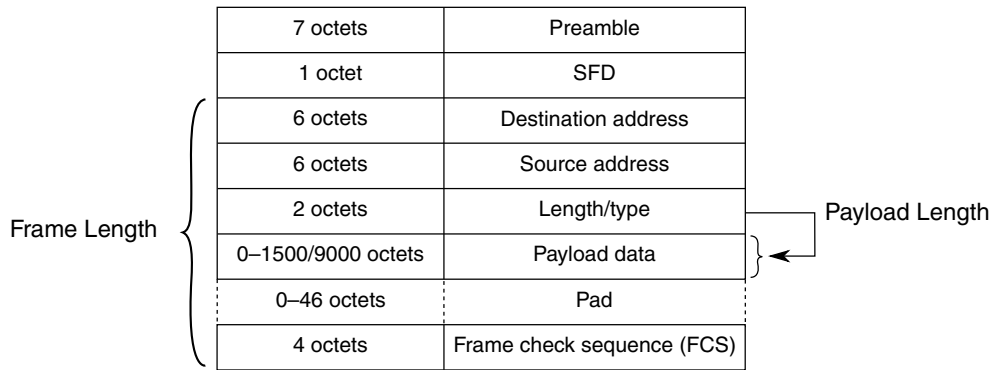 7 octets Preamble
1 octet SFD
6 octets Destination address
6 octets Source address
2 octets Length/type
Payload Length
Frame Length
0–1500/9000 octets Payload data
0–46 octets Pad
4 octets Frame check sequence (FCS)